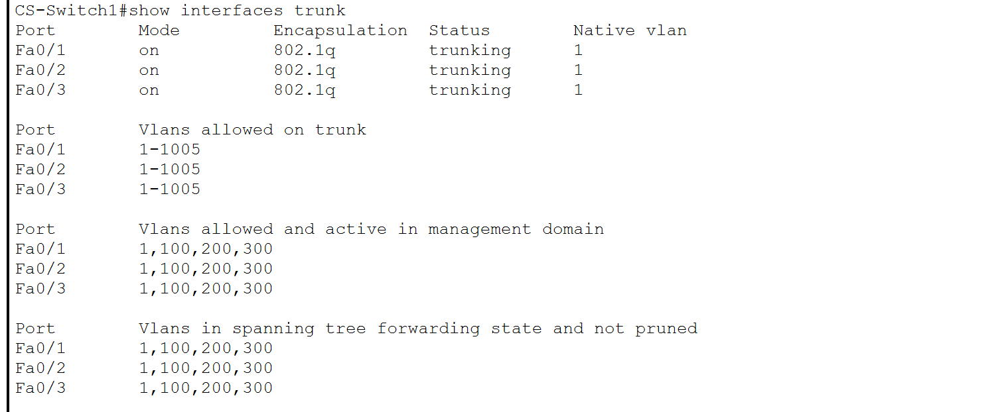 CS-Switch1#show interfaces trunk
Port        Mode         Encapsulation  Status        Native vlan
Fa0/1       on           802.1q         trunking      1
Fa0/2       on           802.1q         trunking      1
Fa0/3       on           802.1q         trunking      1

Port        Vlans allowed on trunk
Fa0/1       1-1005
Fa0/2       1-1005
Fa0/3       1-1005

Port        Vlans allowed and active in management domain
Fa0/1       1,100,200,300
Fa0/2       1,100,200,300
Fa0/3       1,100,200,300

Port        Vlans in spanning tree forwarding state and not pruned
Fa0/1       1,100,200,300
Fa0/2       1,100,200,300
Fa0/3       1,100,200,300